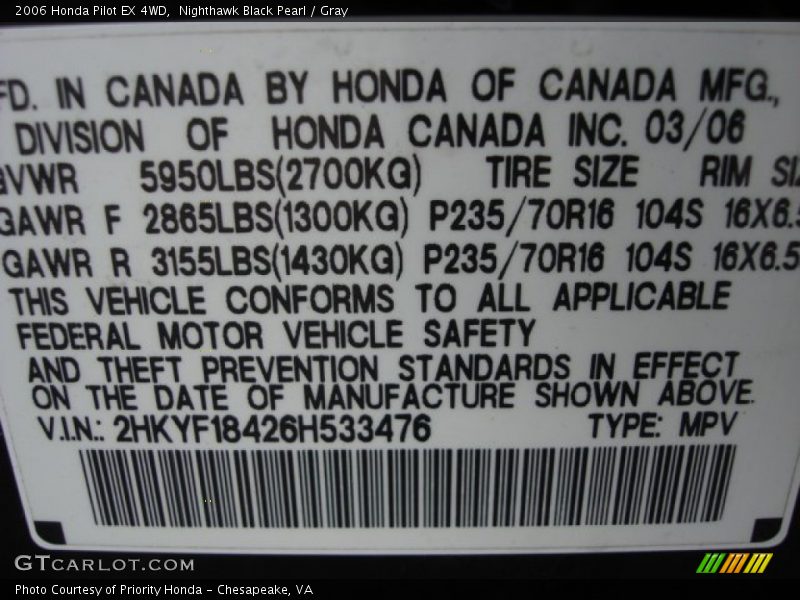 2006 Honda Pilot EX 4WD, Nighthawk Black Pearl / Gray
FD. IN CANADA BY HONDA OF CANADA MFG.,
DIVISION OF HONDA CANADA INC. 03/06
GVWR 5950LBS(2700KG) TIRE SIZE RIM SIZ
GAWR F 2865LBS(1300KG) P235/70R16 104S 16X6.5
GAWR R 3155LBS(1430KG) P235/70R16 104S 16X6.5
THIS VEHICLE CONFORMS TO ALL APPLICABLE
FEDERAL MOTOR VEHICLE SAFETY
AND THEFT PREVENTION STANDARDS IN EFFECT
ON THE DATE OF MANUFACTURE SHOWN ABOVE.
V.I.N.: 2HKYF18426H533476 TYPE: MPV
GTCARLOT.COM
Photo Courtesy of Priority Honda - Chesapeake, VA